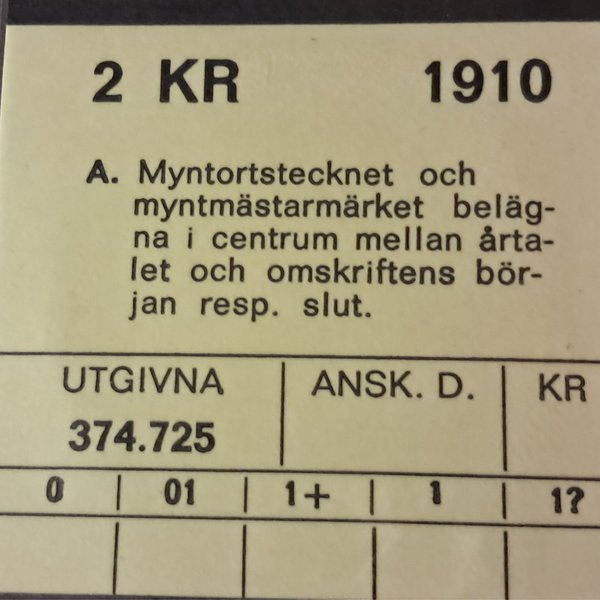 2 KR 1910
A. Myntortstecknet och
myntmästarmärket beläg-
na i centrum mellan årta-
let och omskriftens bör-
jan resp. slut.
UTGIVNA ANSK. D. KR
374.725
0 01 1+ 1 1?